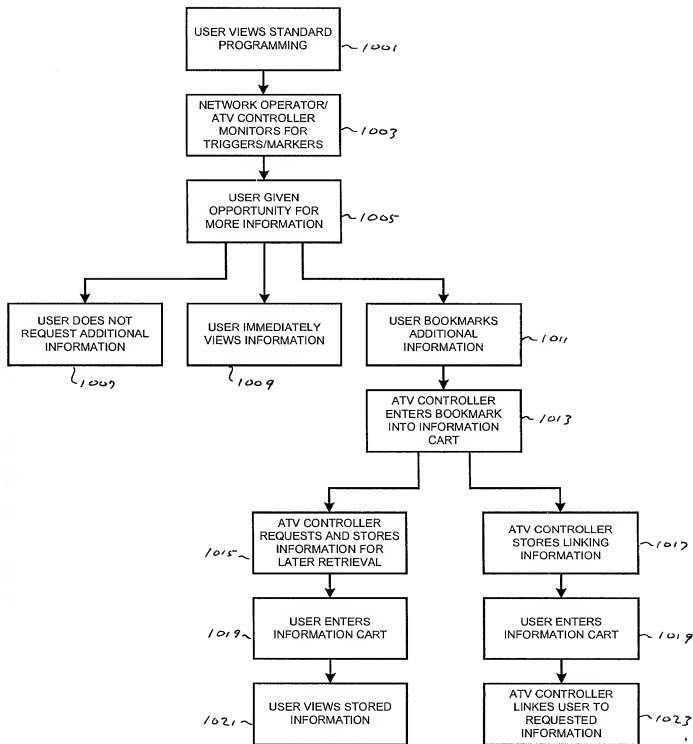 USER VIEWS STANDARD
PROGRAMMING
1001
NETWORK OPERATOR/
ATV CONTROLLER
MONITORS FOR
TRIGGERS/MARKERS
1003
USER GIVEN
OPPORTUNITY FOR
MORE INFORMATION
1005
USER DOES NOT
REQUEST ADDITIONAL
INFORMATION
1007
USER IMMEDIATELY
VIEWS INFORMATION
1009
USER BOOKMARKS
ADDITIONAL
INFORMATION
1011
ATV CONTROLLER
ENTERS BOOKMARK
INTO INFORMATION
CART
1013
ATV CONTROLLER
REQUESTS AND STORES
INFORMATION FOR
LATER RETRIEVAL
1015
ATV CONTROLLER
STORES LINKING
INFORMATION
1017
USER ENTERS
INFORMATION CART
1019
USER ENTERS
INFORMATION CART
1019
USER VIEWS STORED
INFORMATION
1021
ATV CONTROLLER
LINKES USER TO
REQUESTED
INFORMATION
1023